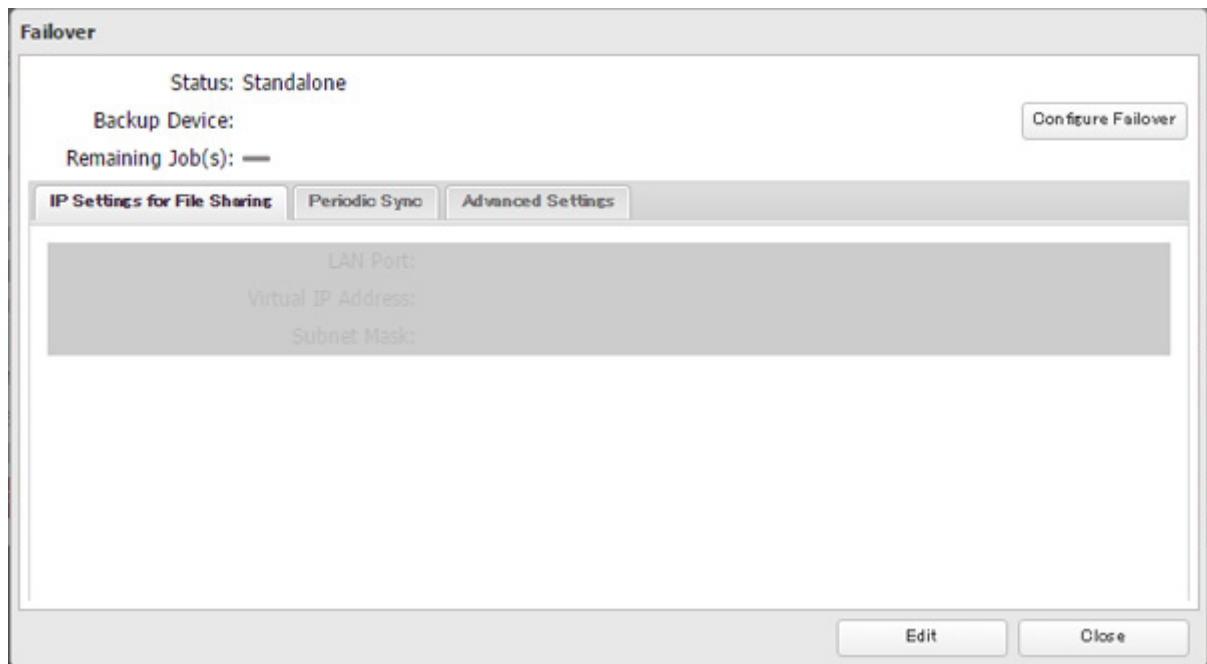 Failover
Status: Standalone
Backup Device:
Configure Failover
Remaining Job(s): —
IP Settings for File Sharing
Periodic Sync
Advanced Settings
LAN Port:
Virtual IP Address:
Subnet Mask:
Edit
Close